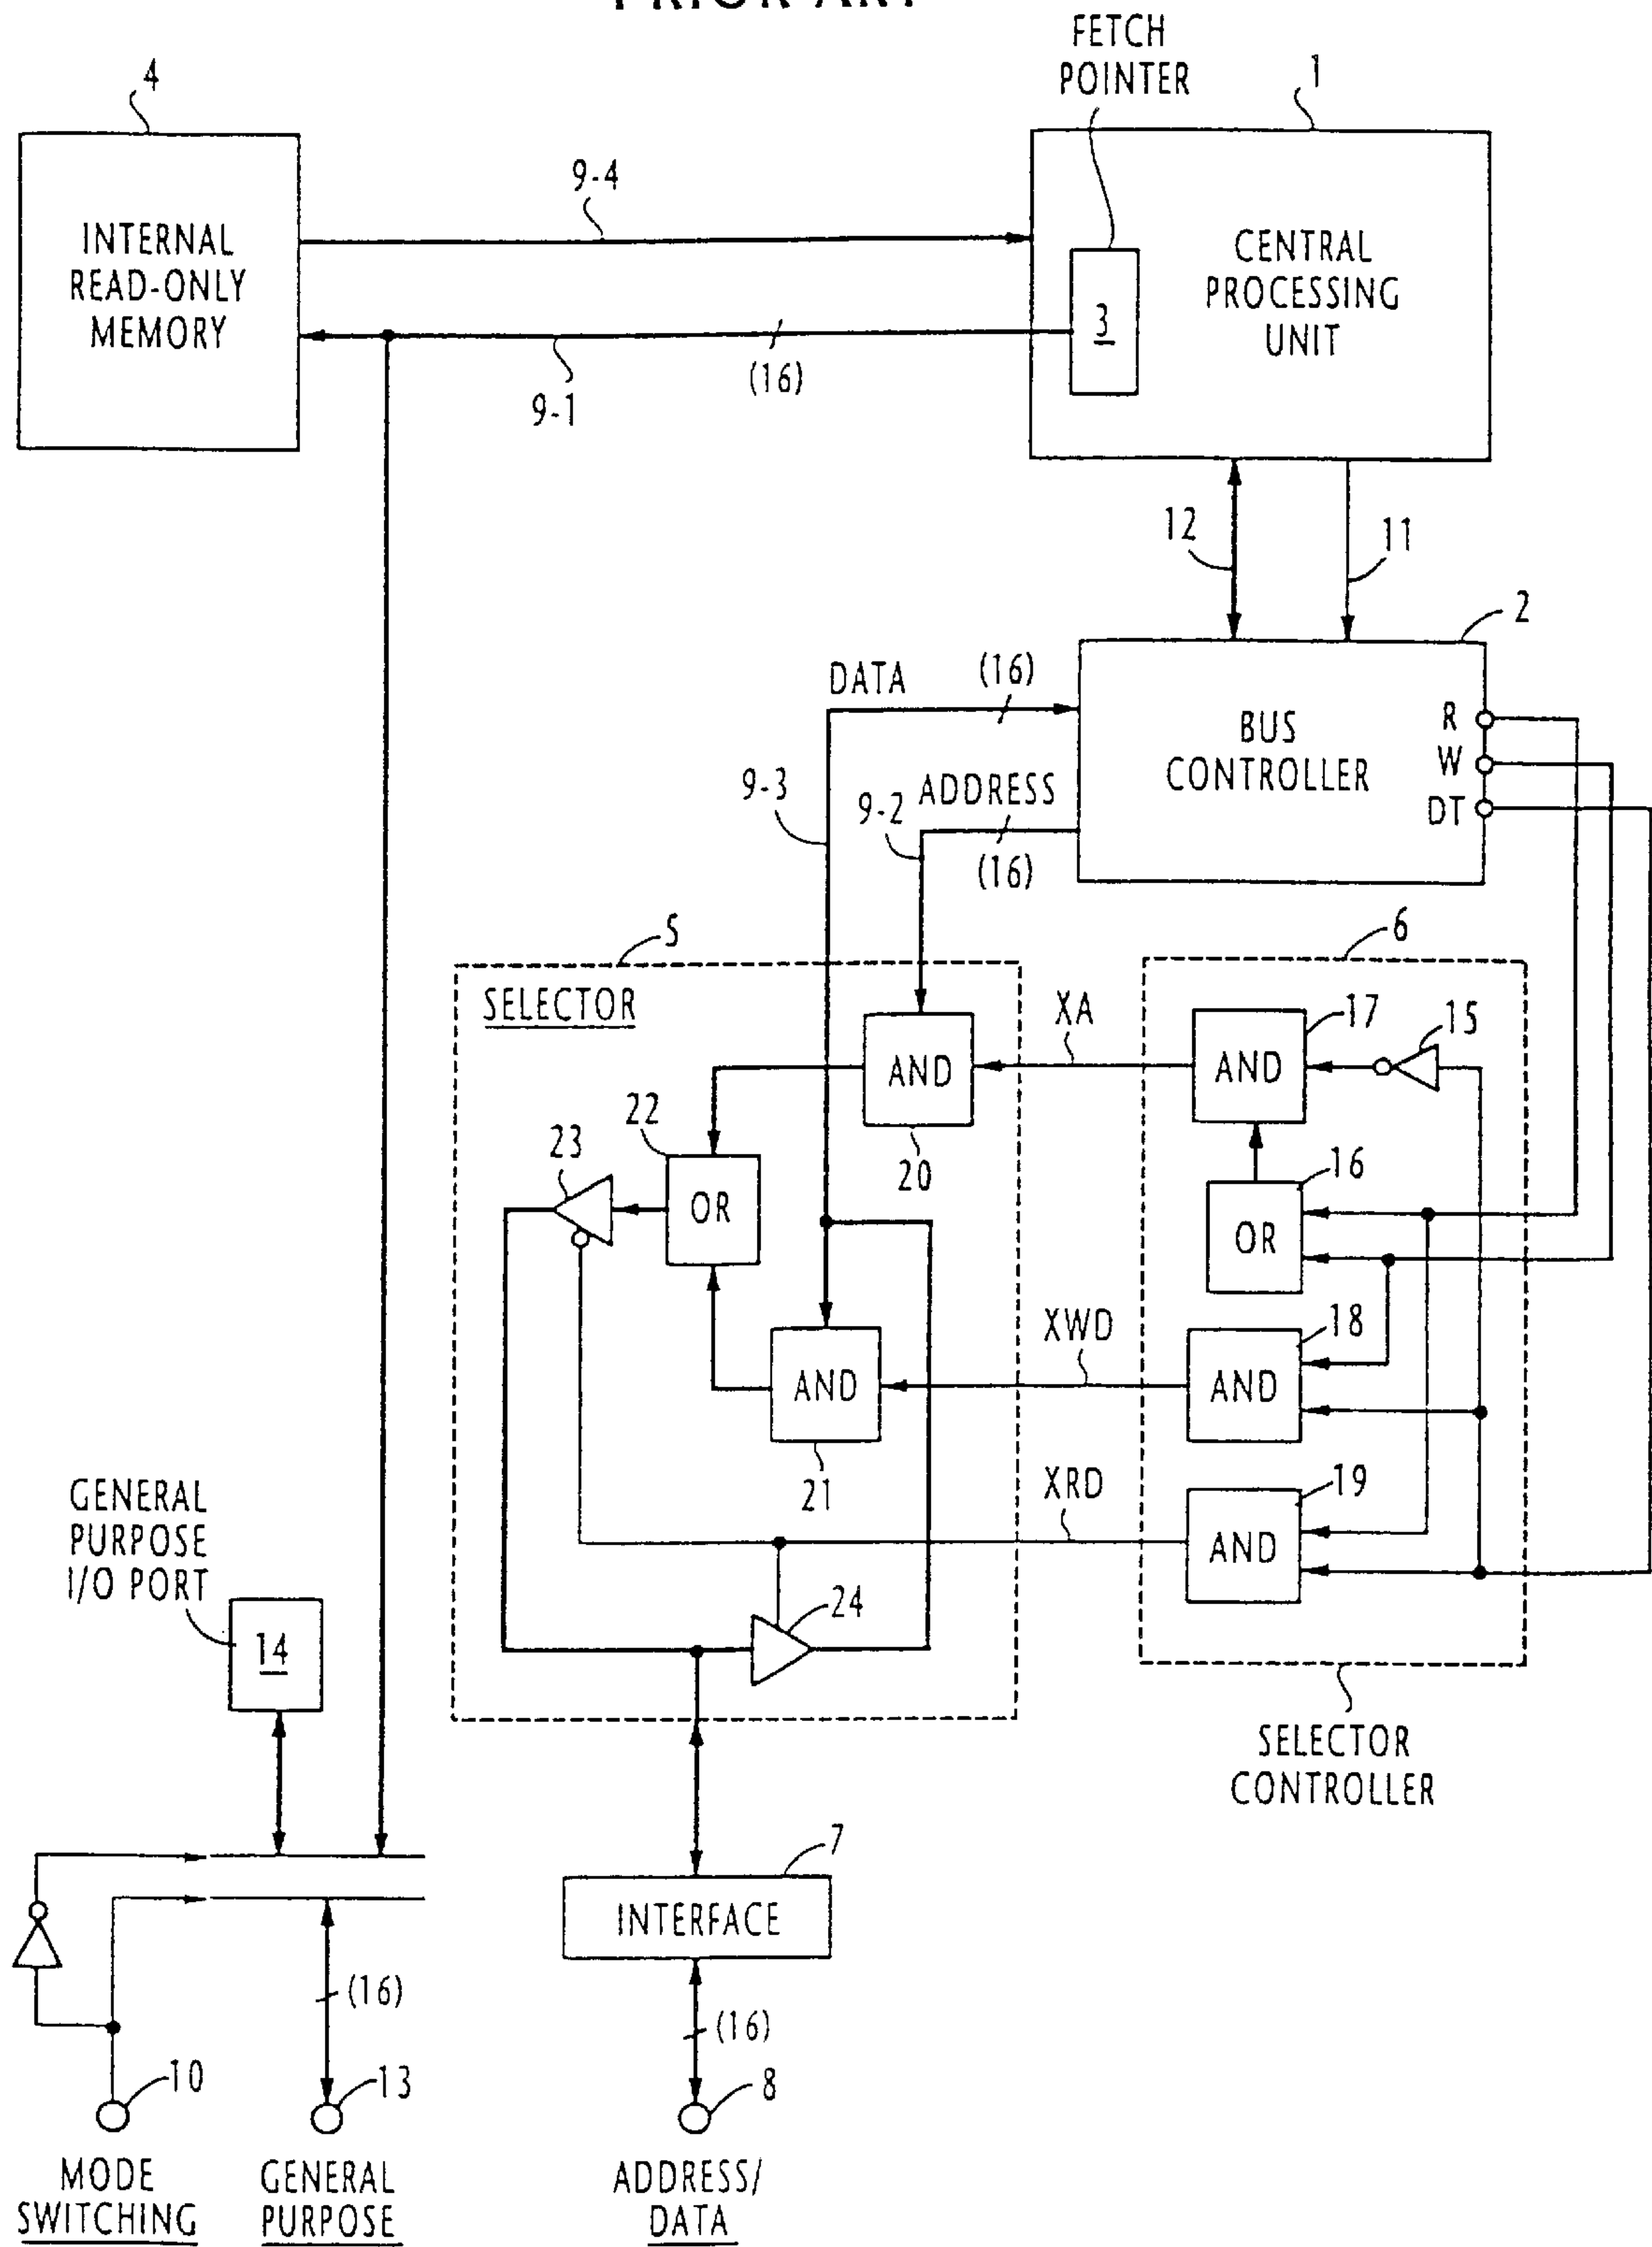 PRIOR ART
FETCH
POINTER
1
4
9-4
INTERNAL
READ-ONLY
MEMORY
CENTRAL
PROCESSING
UNIT
3
(16)
9-1
12
11
2
DATA
(16)
BUS
CONTROLLER
R
W
DT
9-3
9-2
ADDRESS
(16)
5
6
SELECTOR
XA
17
15
AND
AND
22
23
20
16
OR
OR
XWD
18
AND
AND
21
XRD
19
AND
GENERAL
PURPOSE
I/O PORT
24
14
SELECTOR
CONTROLLER
7
INTERFACE
(16)
(16)
10
13
8
MODE
SWITCHING
GENERAL
PURPOSE
ADDRESS/
DATA